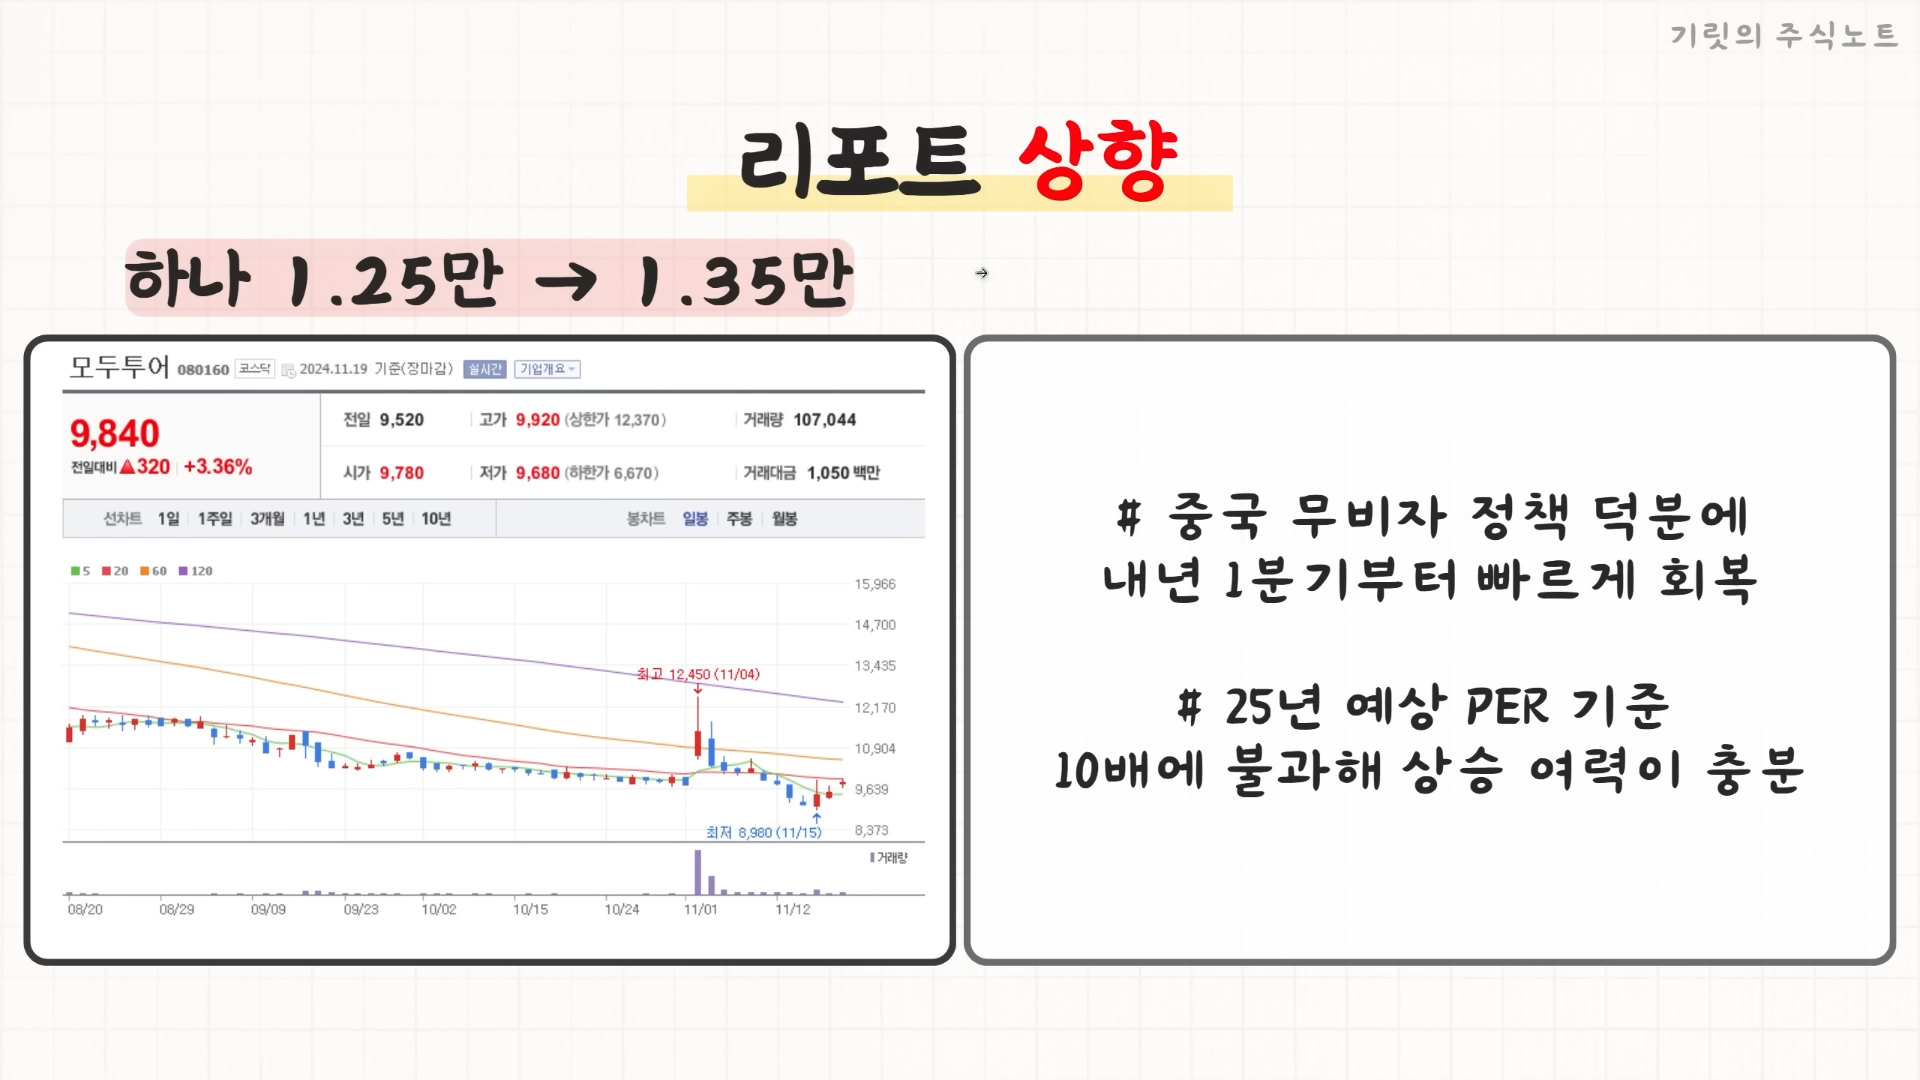 기릿의 주식노트
리포트 상향
하나 1.25만 → 1.35만
→
모두투어 080160 코스닥 2024.11.19 기준(장마감) 실시간 기업개요
9,840
전일대비 ▲320 +3.36%
전일 9,520 고가 9,920 (상한가 12,370) 거래량 107,044
시가 9,780 저가 9,680 (하한가 6,670) 거래대금 1,050 백만
선차트 1일 1주일 3개월 1년 3년 5년 10년 봉차트 일봉 주봉 월봉
5 20 60 120
15,966
14,700
13,435
최고 12,450 (11/04)
12,170
10,904
9,639
최저 8,980 (11/15)
8,373
거래량
08/20 08/29 09/09 09/23 10/02 10/15 10/24 11/01 11/12
# 중국 무비자 정책 덕분에
내년 1분기부터 빠르게 회복
# 25년 예상 PER 기준
10배에 불과해 상승 여력이 충분